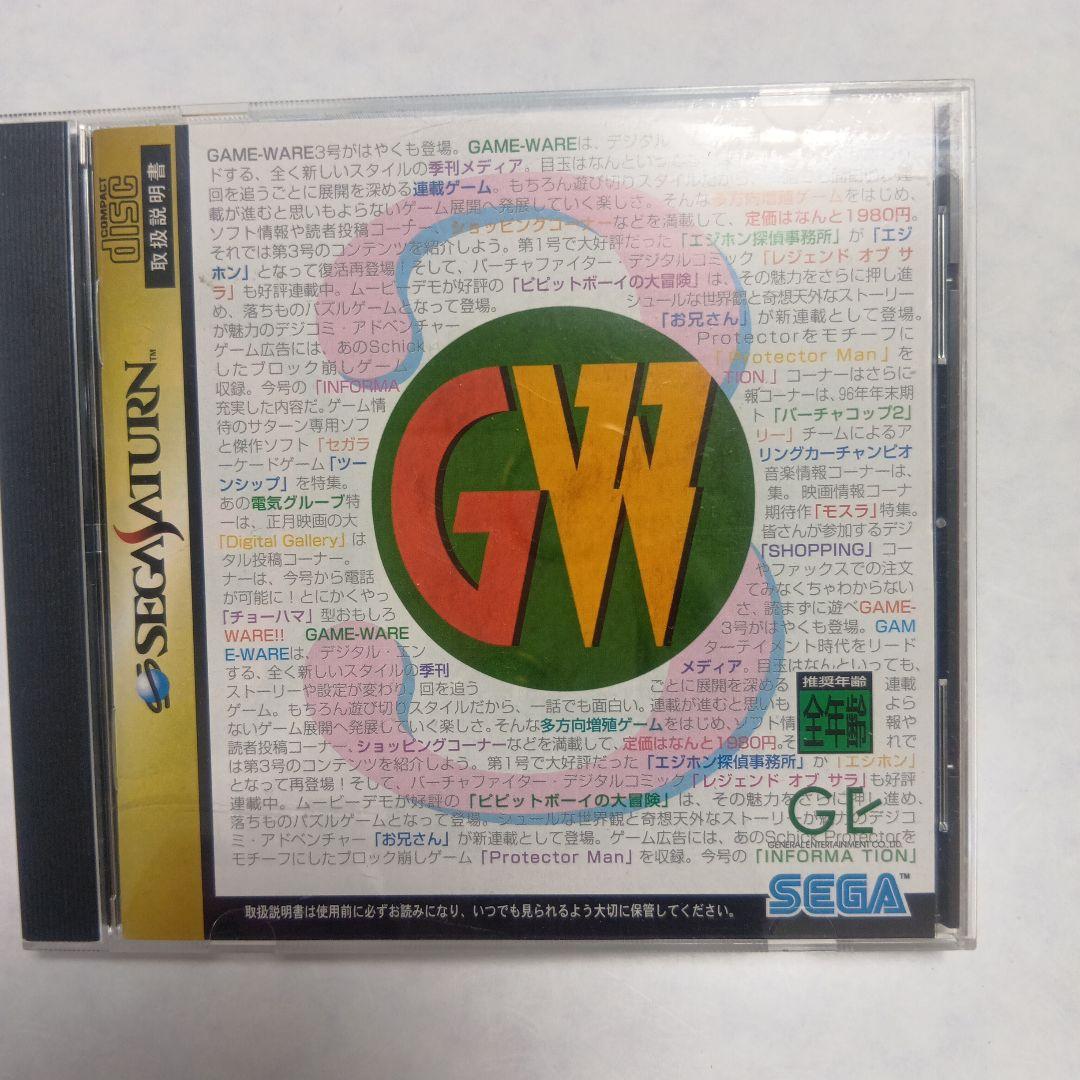 COMPACT
disc
取扱説明書
SEGA SATURN™
GAME-WARE3号がはやくも登場。GAME-WAREは、デジタル
ドする、全く新しいスタイルの季刊メディア。目玉はなんといっ
回を追うごとに展開を深める連載ゲーム。もちろん遊び切りスタイル
載が進むと思いもよらないゲーム展開へ発展していく楽しさ。そんな多方向増殖ゲームをはじめ、
ソフト情報や読者投稿コーナー、ショッピングコーナーなどを満載して、定価はなんと1980円。
それでは第3号のコンテンツを紹介しよう。第1号で大好評だった「エジホン探偵事務所」が「エジ
ホン」となって復活再登場!そして、バーチャファイター・デジタルコミック「レジェンド オブ サ
ラ」も好評連載中。ムービーデモが好評の「ピピットボーイの大冒険」は、その魅力をさらに押し進
め、落ちものパズルゲームとなって登場。 シュールな世界観と奇想天外なストーリー
が魅力のデジコミ アドベンチャー 「お兄さん」が新連載として登場。
ゲーム広告には、あのSchick Protectorをモチーフに
したブロック崩しゲーム 「Protector Man」を
収録。今号の「INFORMA TION」コーナーはさらに
充実した内容だ。ゲーム情 報コーナーは、96年年末期
待のサターン専用ソフ ト「バーチャコップ2」
と傑作ソフト「セガラ リー」チームによるア
ーケードゲーム「ツー リングカーチャンピオ
ンシップ」を特集。 音楽情報コーナーは、
あの電気グループ特 集。映画情報コーナ
ーは、正月映画の大 期待作「モスラ」特集。
「Digital Gallery」は 皆さんが参加するデジ
タル投稿コーナー。 「SHOPPING」コー
ナーは、今号から電話 やファックスでの注文
が可能に!とにかくやっ てみなくちゃわからない
「チョーハマ」型おもしろ さ、読まずに遊べGAME-
WARE!! GAME-WARE 3号がはやくも登場。GAM
E-WAREは、デジタル・エン ターテイメント時代をリード
する、全く新しいスタイルの季刊 メディア。目玉はなんといっても、
ストーリーや設定が変わり、回を追う ごとに展開を深める 連載
ゲーム。もちろん遊び切りスタイルだから、一話でも面白い。連載が進むと思いも よら
ないゲーム展開へ発展していく楽しさ。そんな多方向増殖ゲームをはじめ、ソフト情 報や
読者投稿コーナー、ショッピングコーナーなどを満載して、定価はなんと1980円。そ れで
は第3号のコンテンツを紹介しよう。第1号で大好評だった「エジホン探偵事務所」が「エジホン」
となって再登場!そして、バーチャファイター・デジタルコミック「レジェンド オブ サラ」も好評
連載中。ムービーデモが好評の「ピピットボーイの大冒険」は、その魅力をさらに押し進め、
落ちものパズルゲームとなって登場。シュールな世界観と奇想天外なストーリーが魅力のデジコ
ミ・アドベンチャー「お兄さん」が新連載として登場。ゲーム広告には、あのSchick Protectorを
モチーフにしたブロック崩しゲーム「Protector Man」を収録。今号の「INFORMA TION」
GW
推奨年齢
全年齢
GE
GENERAL ENTERTAINMENT CO.,LTD.
SEGA™
取扱説明書は使用前に必ずお読みになり、いつでも見られるよう大切に保管してください。